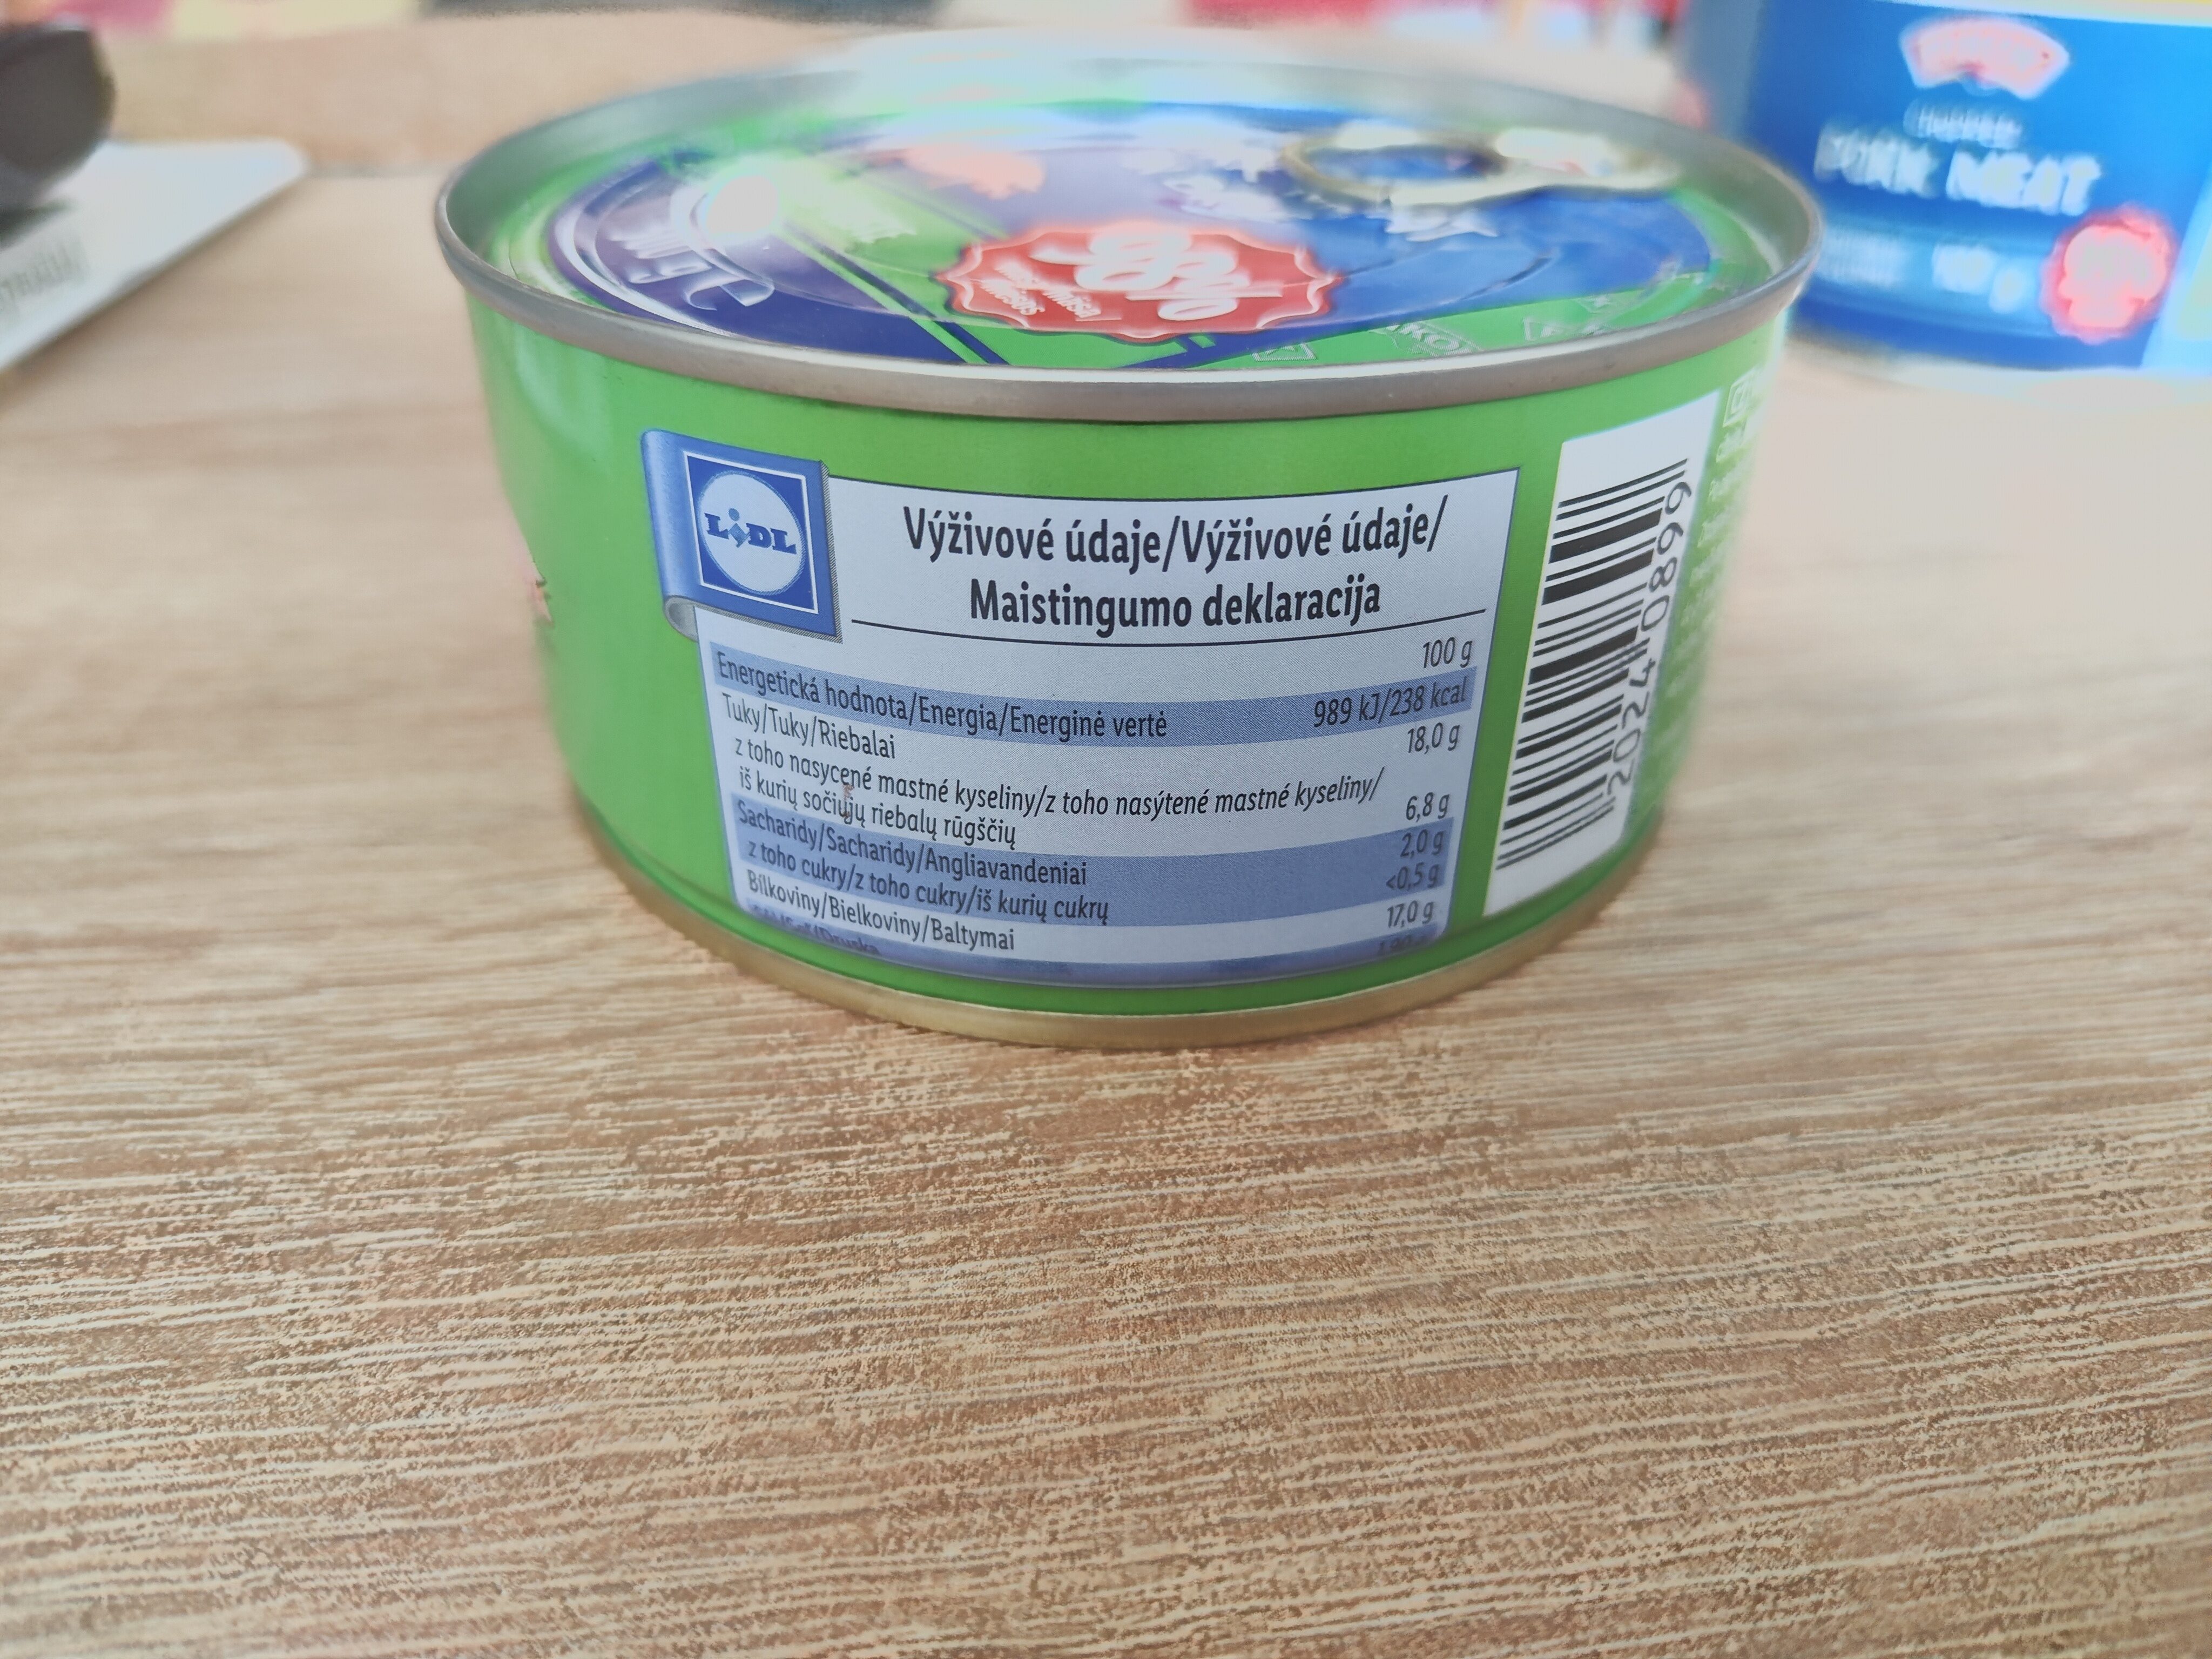 PORK MEAT
LIDL
Výživové údaje/Výživové údaje/
Maistingumo deklaracija
100 g
Energetická hodnota/Energia/Energinė vertė 989 kJ/238 kcal
Tuky/Tuky/Riebalai 18,0 g
z toho nasycené mastné kyseliny/z toho nasýtené mastné kyseliny/
iš kurių sočiųjų riebalų rūgščių 6,8 g
Sacharidy/Sacharidy/Angliavandeniai 2,0 g
z toho cukry/z toho cukry/iš kurių cukrų <0,5 g
Bílkoviny/Bielkoviny/Baltymai 17,0 g
20240899